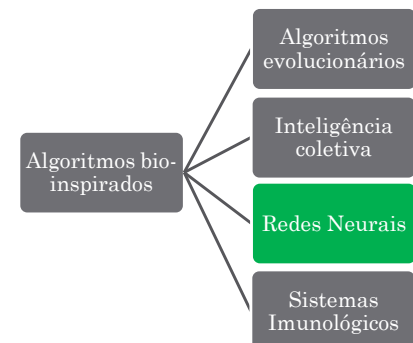 Algoritmos bio-
inspirados
Algoritmos
evolucionários
Inteligência
coletiva
Redes Neurais
Sistemas
Imunológicos